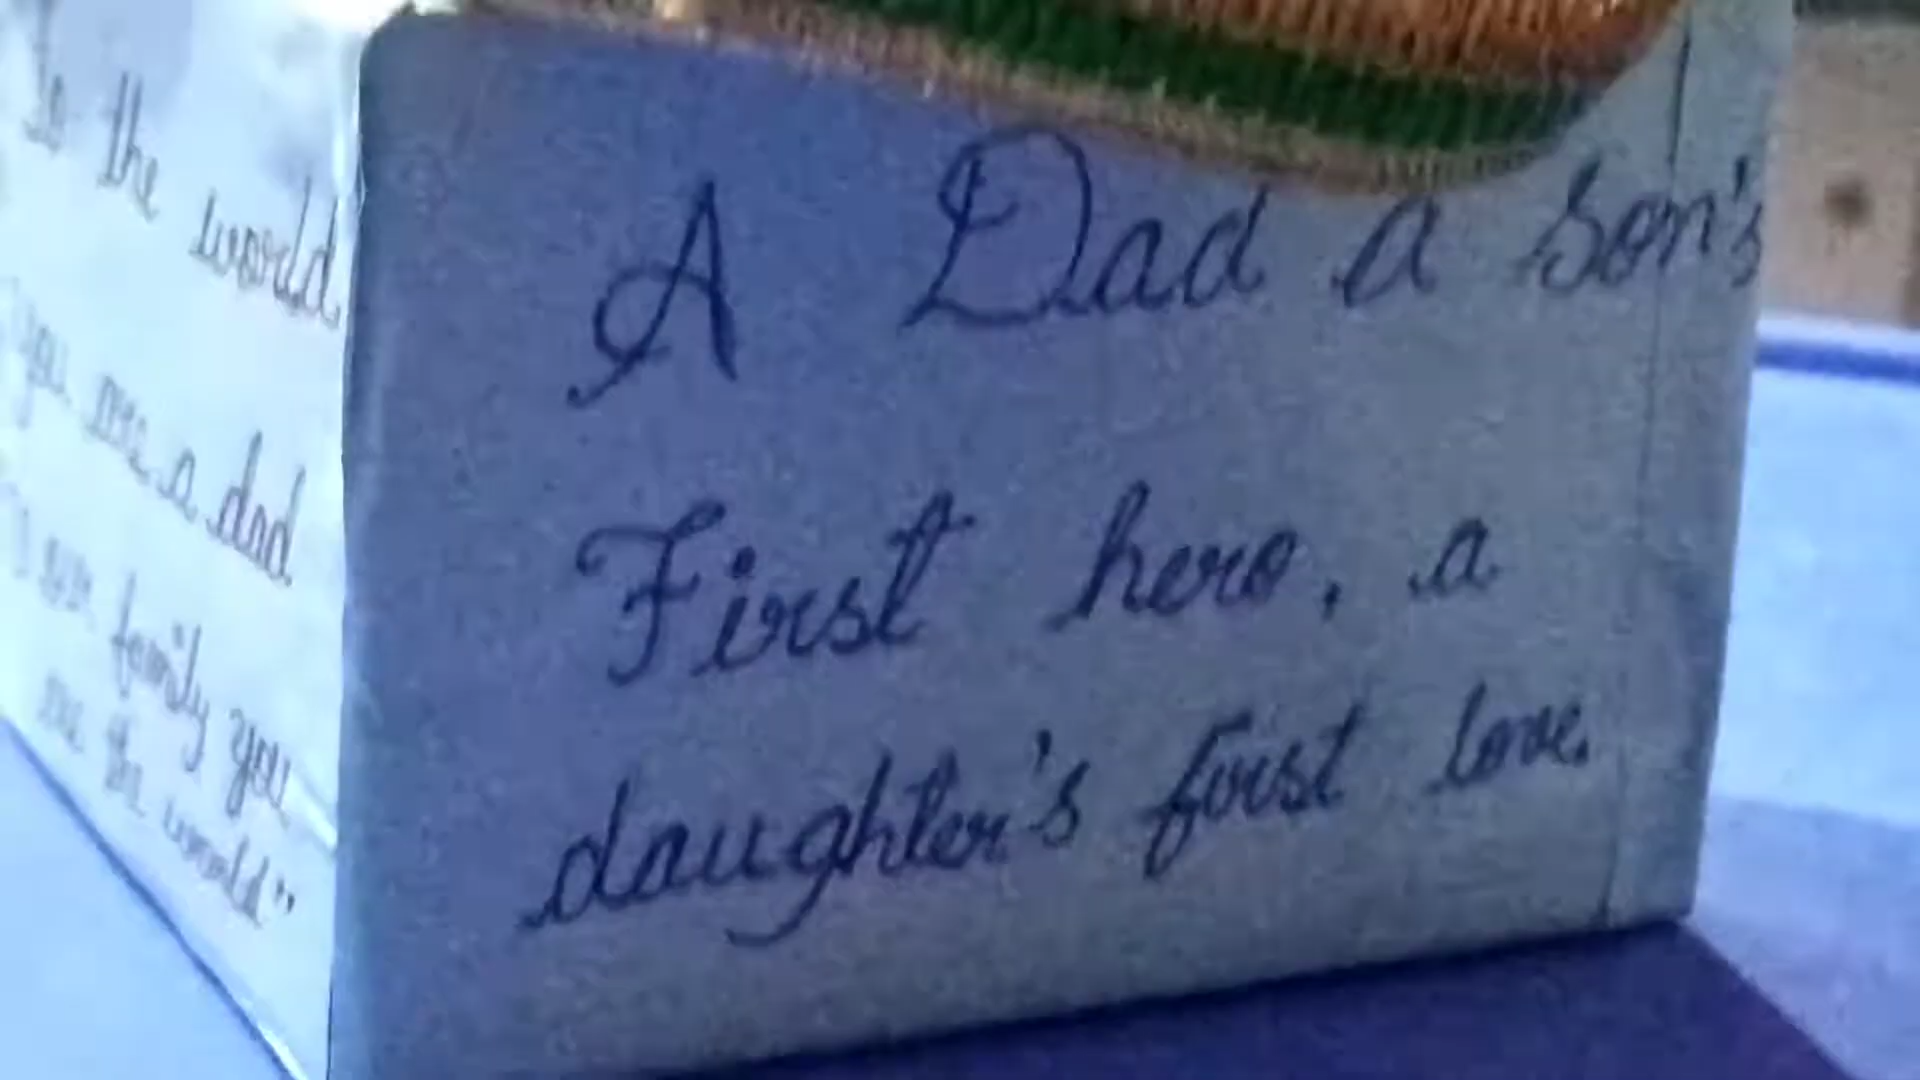 To the world
you are a dad
our family you
are the world"
A Dad a son's
First hero, a
daughter's first love.